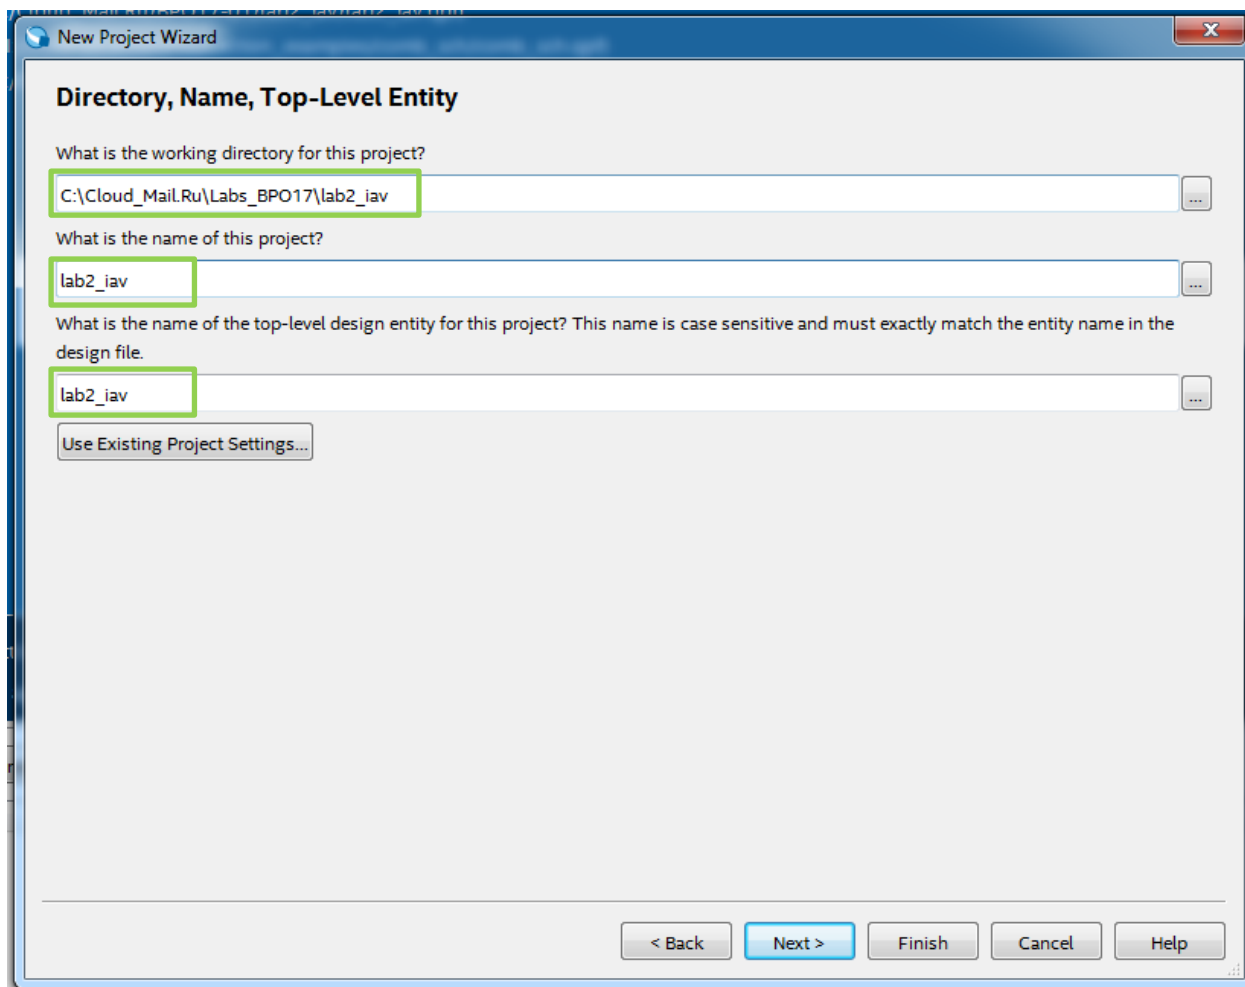 New Project Wizard
Directory, Name, Top-Level Entity
What is the working directory for this project?
C:\Cloud_Mail.Ru\Labs_BPO17\lab2_iav
...
What is the name of this project?
lab2_iav
...
What is the name of the top-level design entity for this project? This name is case sensitive and must exactly match the entity name in the
design file.
lab2_iav
...
Use Existing Project Settings...
< Back Next > Finish Cancel Help